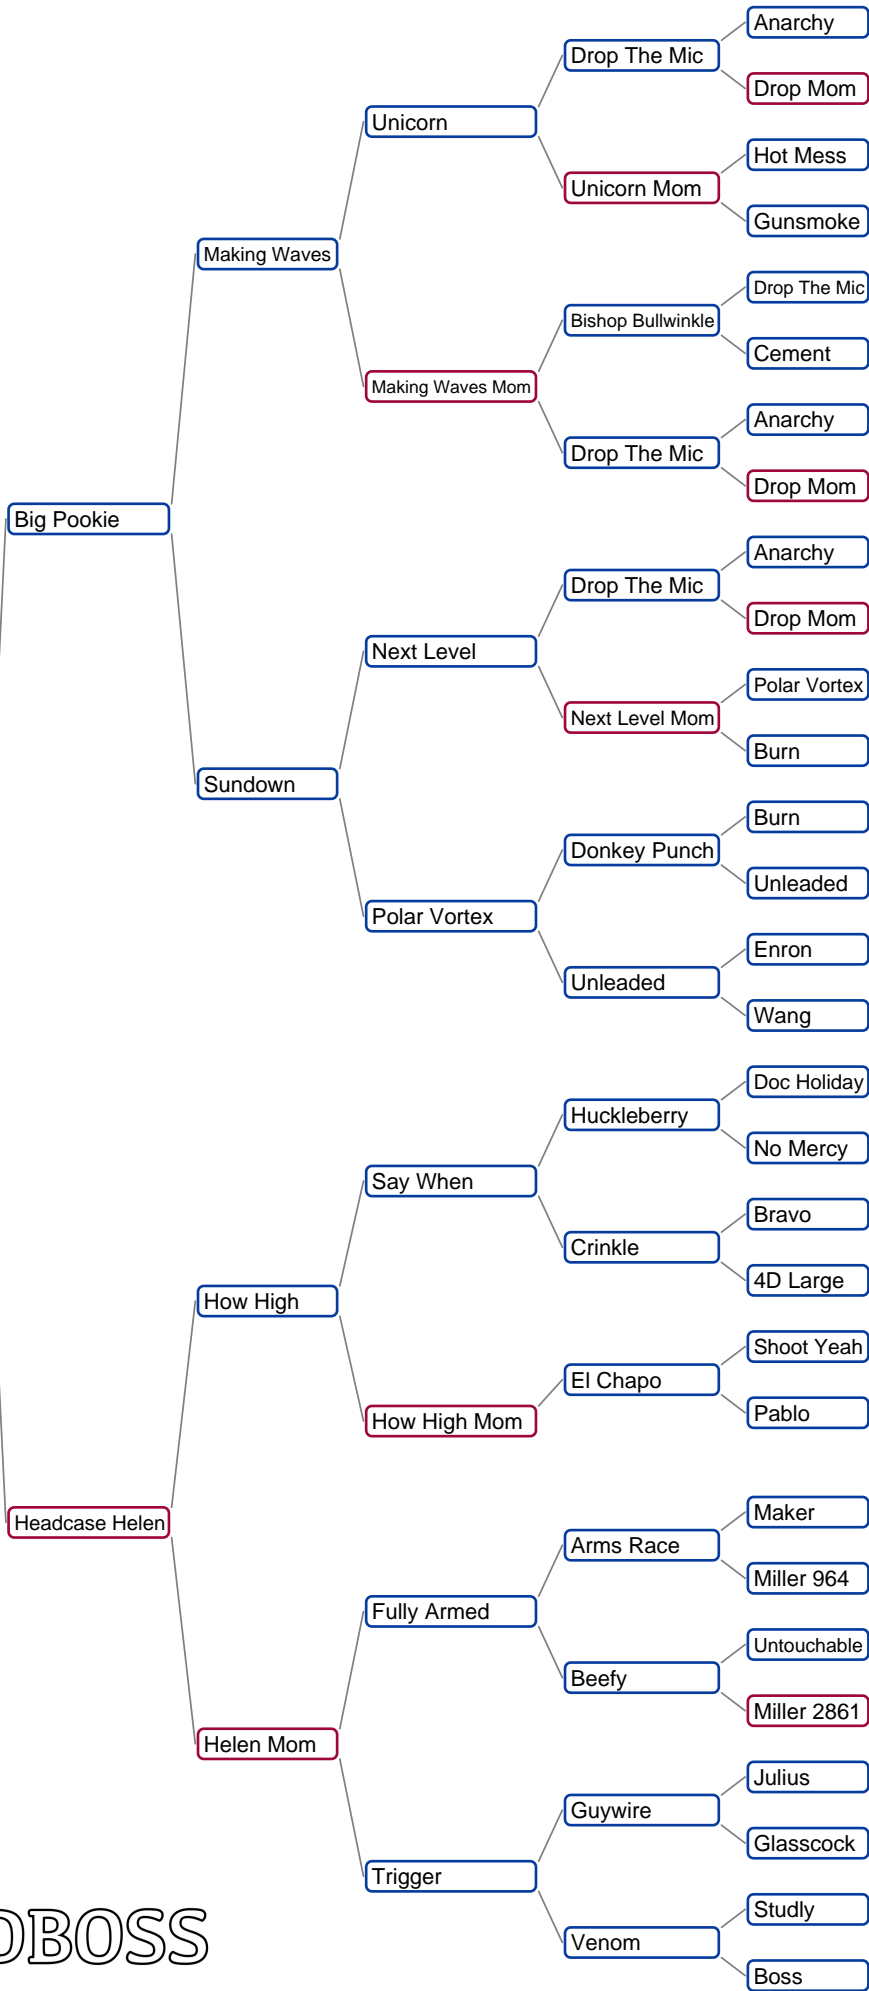 Anarchy
Drop The Mic
Drop Mom
Unicorn
Hot Mess
Unicorn Mom
Gunsmoke
Making Waves
Drop The Mic
Bishop Bullwinkle
Cement
Making Waves Mom
Anarchy
Drop The Mic
Drop Mom
Big Pookie
Anarchy
Drop The Mic
Drop Mom
Next Level
Polar Vortex
Next Level Mom
Burn
Sundown
Burn
Donkey Punch
Unleaded
Polar Vortex
Enron
Unleaded
Wang
Doc Holiday
Huckleberry
No Mercy
Say When
Bravo
Crinkle
4D Large
How High
Shoot Yeah
El Chapo
Pablo
How High Mom
Headcase Helen
Maker
Arms Race
Miller 964
Fully Armed
Untouchable
Beefy
Miller 2861
Helen Mom
Julius
Guywire
Glasscock
Trigger
Studly
Venom
Boss
DBOSS